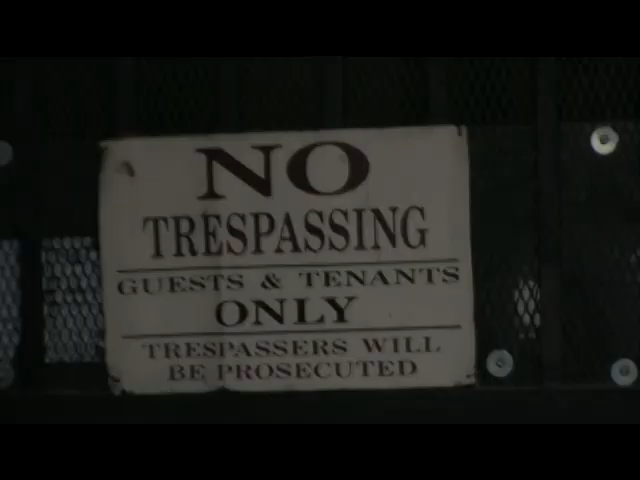 NO
TRESPASSING
GUESTS & TENANTS
ONLY
TRESPASSERS WILL
BE PROSECUTED